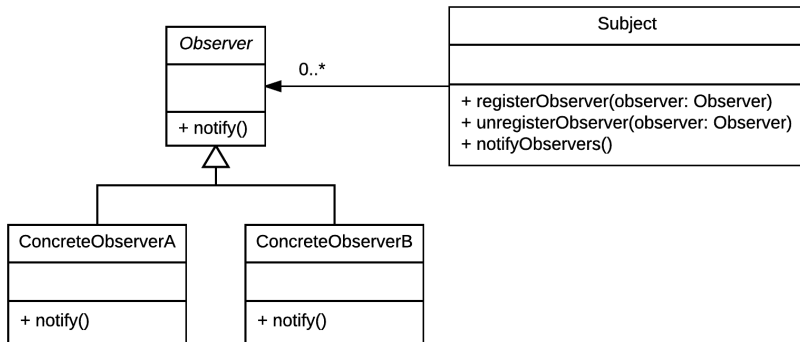 Observer
+ notify()
0..*
Subject
+ registerObserver(observer: Observer)
+ unregisterObserver(observer: Observer)
+ notifyObservers()
ConcreteObserverA
+ notify()
ConcreteObserverB
+ notify()